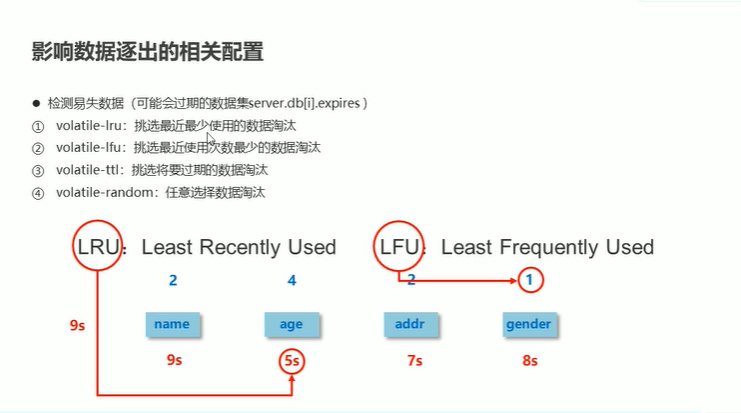 影响数据逐出的相关配置
● 检测易失数据（可能会过期的数据集server.db[i].expires ）
① volatile-lru：挑选最近最少使用的数据淘汰
② volatile-lfu：挑选最近使用次数最少的数据淘汰
③ volatile-ttl：挑选将要过期的数据淘汰
④ volatile-random：任意选择数据淘汰
LRU：Least Recently Used LFU：Least Frequently Used
2 4 2 1
9s name age addr gender
9s 5s 7s 8s